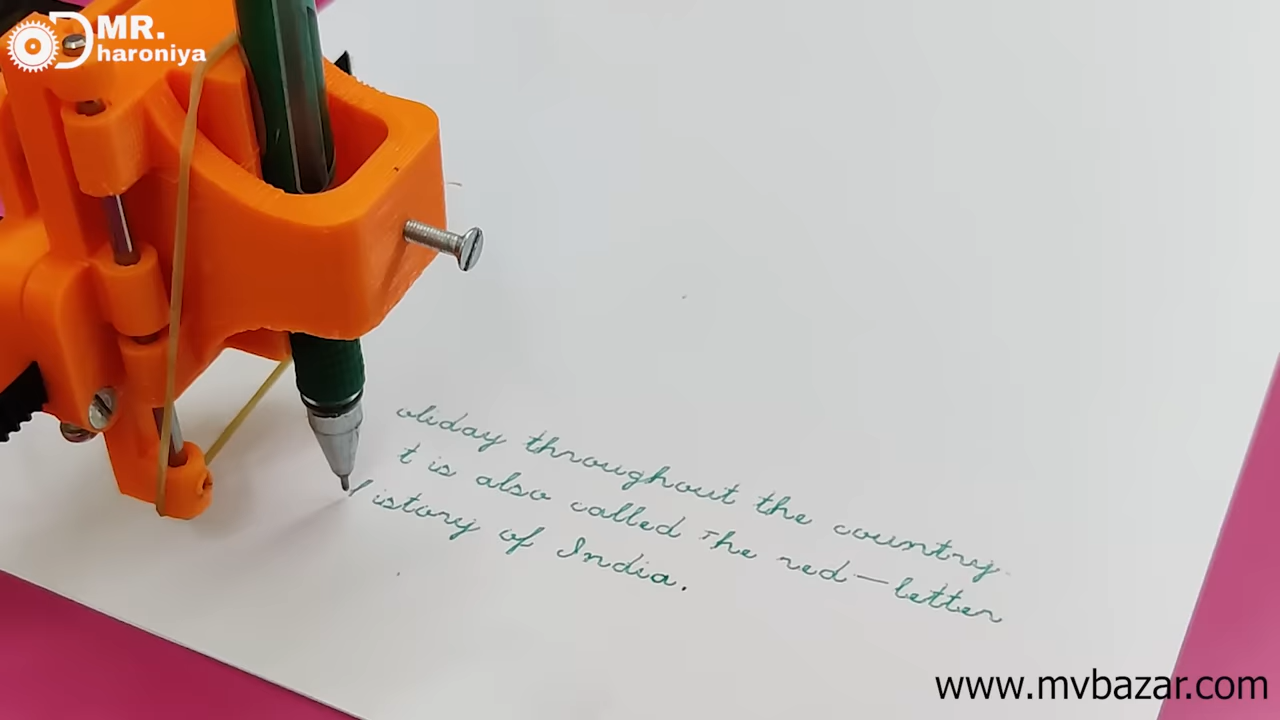 MR.
haroniya
oliday throughout the country.
t is also called The red-letter
istory of India.
www.mvbazar.com